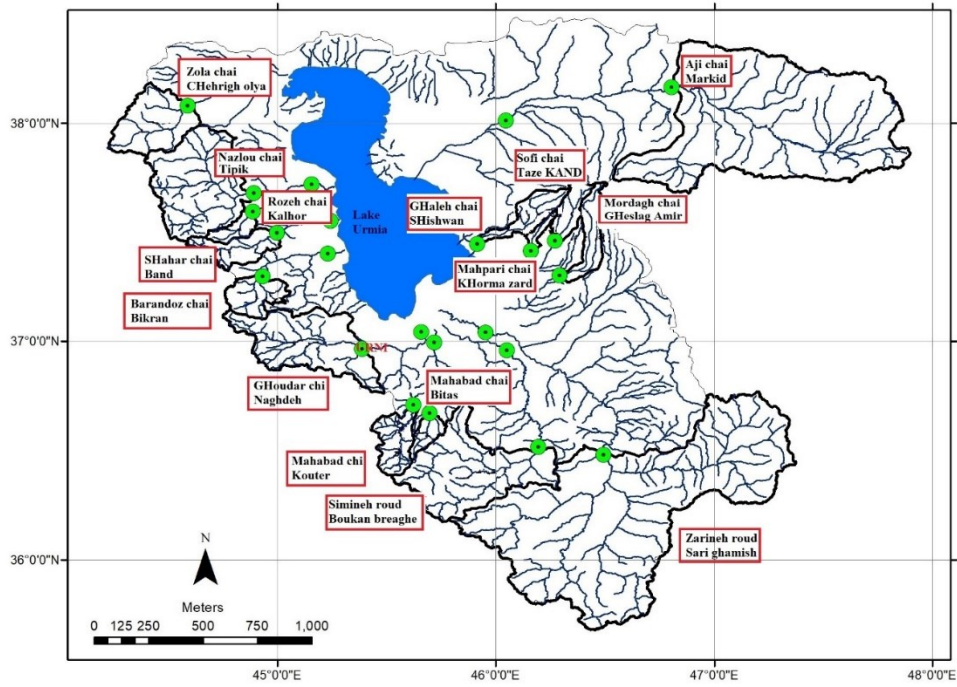 Zola chai
CHehrigh olya
Aji chai
Markid
38°0'0"N
Nazlou chai
Tipik
Sofi chai
Taze KAND
Rozeh chai
Kalhor
GHaleh chai
SHishwan
Mordagh chai
GHeslag Amir
Lake
Urmia
SHahar chai
Band
Mahpari chai
KHorma zard
Barandoz chai
Bikran
37°0'0"N
GHoudar chi
Naghdeh
Mahabad chai
Bitas
Mahabad chi
Kouter
Simineh roud
Boukan breaghe
Zarineh roud
Sari ghamish
36°0'0"N
N
Meters
0 125 250 500 750 1,000
45°0'0"E 46°0'0"E 47°0'0"E 48°0'0"E